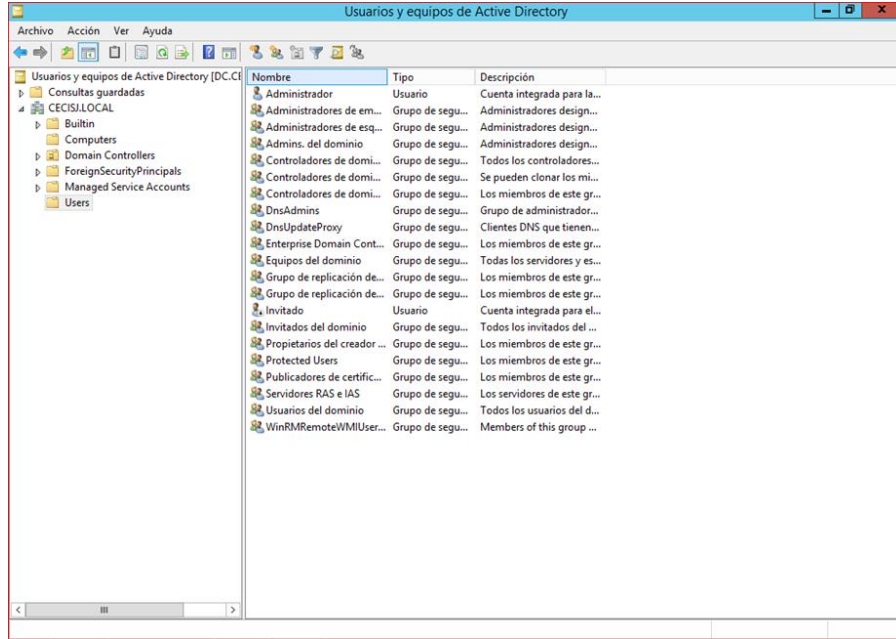 Usuarios y equipos de Active Directory
Archivo Acción Ver Ayuda
Usuarios y equipos de Active Directory [DC.CE
Consultas guardadas
CECISJ.LOCAL
Builtin
Computers
Domain Controllers
ForeignSecurityPrincipals
Managed Service Accounts
Users
Nombre Tipo Descripción
Administrador Usuario Cuenta integrada para la...
Administradores de em... Grupo de segu... Administradores design...
Administradores de esq... Grupo de segu... Administradores design...
Admins. del dominio Grupo de segu... Administradores design...
Controladores de domi... Grupo de segu... Todos los controladores...
Controladores de domi... Grupo de segu... Se pueden clonar los mi...
Controladores de domi... Grupo de segu... Los miembros de este gr...
DnsAdmins Grupo de segu... Grupo de administrador...
DnsUpdateProxy Grupo de segu... Clientes DNS que tienen...
Enterprise Domain Cont... Grupo de segu... Los miembros de este gr...
Equipos del dominio Grupo de segu... Todas los servidores y es...
Grupo de replicación de... Grupo de segu... Los miembros de este gr...
Grupo de replicación de... Grupo de segu... Los miembros de este gr...
Invitado Usuario Cuenta integrada para el...
Invitados del dominio Grupo de segu... Todos los invitados del ...
Propietarios del creador ... Grupo de segu... Los miembros de este gr...
Protected Users Grupo de segu... Los miembros de este gr...
Publicadores de certific... Grupo de segu... Los miembros de este gr...
Servidores RAS e IAS Grupo de segu... Los servidores de este gr...
Usuarios del dominio Grupo de segu... Todos los usuarios del d...
WinRMRemoteWMIUser... Grupo de segu... Members of this group ...